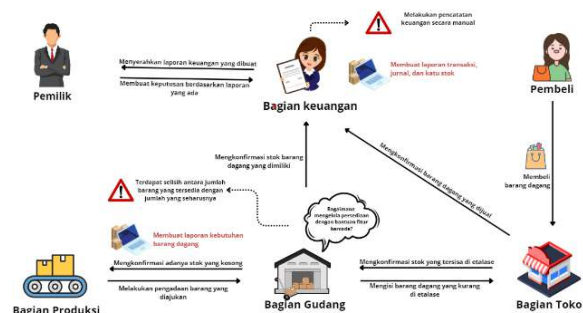 Melakukan pencatatan
keuangan secara manual
Menyerahkan laporan keuangan yang dibuat
Membuat keputusan berdasarkan laporan
yang ada
Pemilik
Membuat laporan transaksi,
jurnal, dan katu stok
Bagian keuangan
Pembeli
Mengkonfirmasi stok barang
dagang yang dimiliki
Mengkonfirmasi barang dagang yang dijual
Membeli
barang dagang
Terdapat selisih antara jumlah
barang yang tersedia dengan
jumlah yang seharusnya
Bagaimana
mengelola persediaan
dengan bantuan fitur
barcode?
Membuat laporan kebutuhan
barang dagang
Mengkonfirmasi adanya stok yang kosong
Melakukan pengadaan barang yang
diajukan
Mengkonfirmasi stok yang tersisa di etalase
Mengisi barang dagang yang kurang
di etalase
Bagian Produksi
Bagian Gudang
Bagian Toko